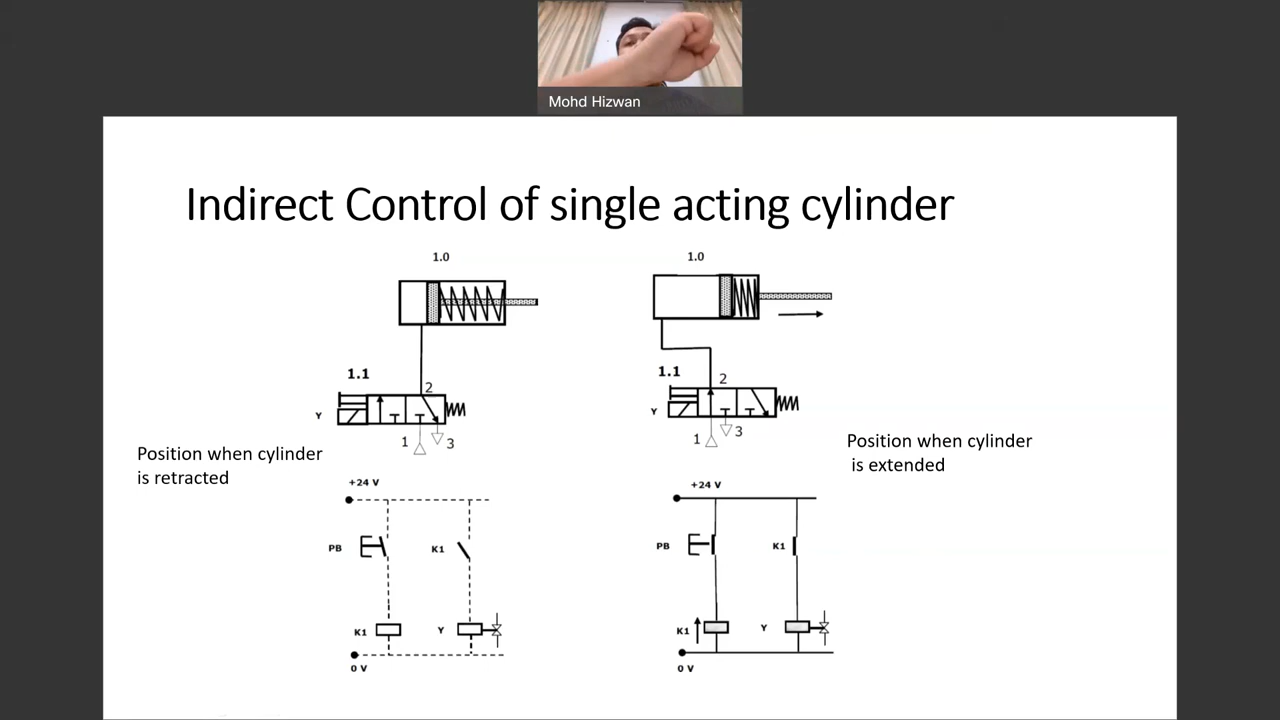 Mohd Hizwan
Indirect Control of single acting cylinder
1.0
1.1
2
Y
1
3
Position when cylinder
is retracted
+24 V
PB
K1
K1
Y
0 V
1.0
1.1
2
Y
1
3
Position when cylinder
is extended
+24 V
PB
K1
K1
Y
0 V